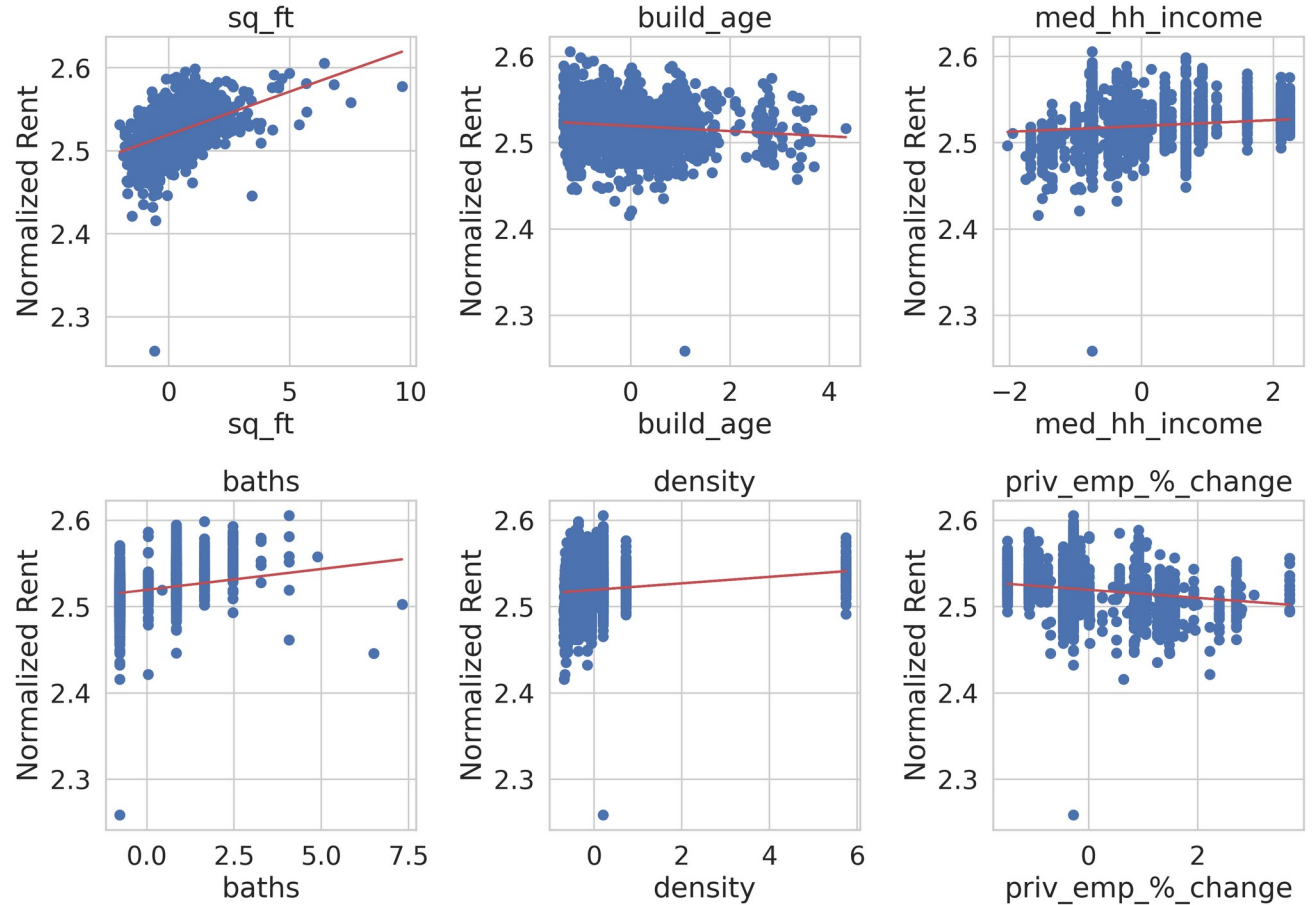 sq_ft
build_age
med_hh_income
Normalized Rent
2.6
2.5
2.4
2.3
0
5
10
sq_ft
Normalized Rent
2.6
2.5
2.4
2.3
0
2
4
build_age
Normalized Rent
2.6
2.5
2.4
2.3
−2
0
2
med_hh_income
baths
density
priv_emp_%_change
Normalized Rent
2.6
2.5
2.4
2.3
0.0
2.5
5.0
7.5
baths
Normalized Rent
2.6
2.5
2.4
2.3
0
2
4
6
density
Normalized Rent
2.6
2.5
2.4
2.3
0
2
priv_emp_%_change